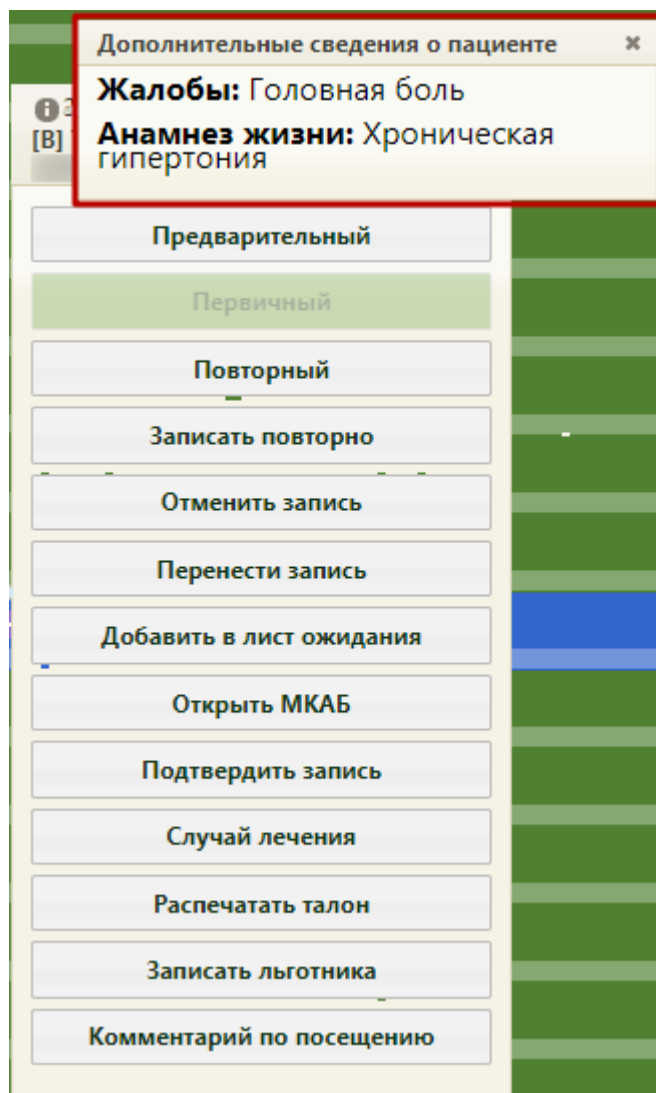 Дополнительные сведения о пациенте
Жалобы: Головная боль
Анамнез жизни: Хроническая
гипертония
[В]
Предварительный
Первичный
Повторный
Записать повторно
Отменить запись
Перенести запись
Добавить в лист ожидания
Открыть МКАБ
Подтвердить запись
Случай лечения
Распечатать талон
Записать льготника
Комментарий по посещению